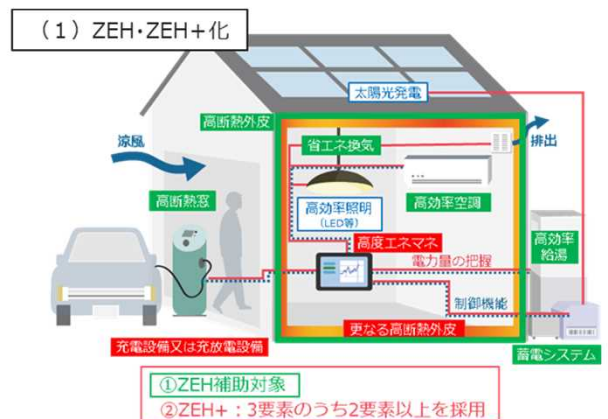 （1）ZEH・ZEH+化
太陽光発電
高断熱外皮
省エネ換気
排出
涼風
高断熱窓
高効率照明
（LED等）
高効率空調
高効率
給湯
高度エネマネ
電力量の把握
制御機能
更なる高断熱外皮
充電設備又は充放電設備
蓄電システム
①ZEH補助対象
②ZEH+：3要素のうち2要素以上を採用